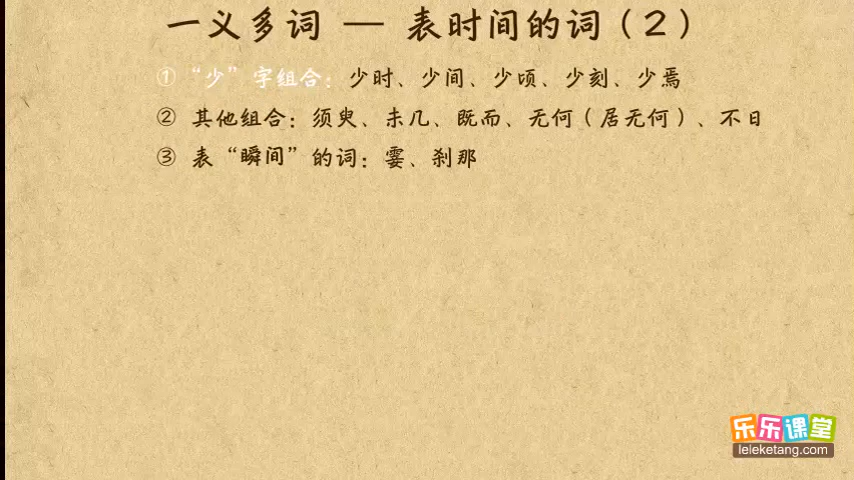 一义多词 — 表时间的词（2）
①“少”字组合：少时、少间、少顷、少刻、少焉
② 其他组合：须臾、未几、既而、无何（居无何）、不日
③ 表“瞬间”的词：霎、刹那
乐乐课堂
leleketang.com